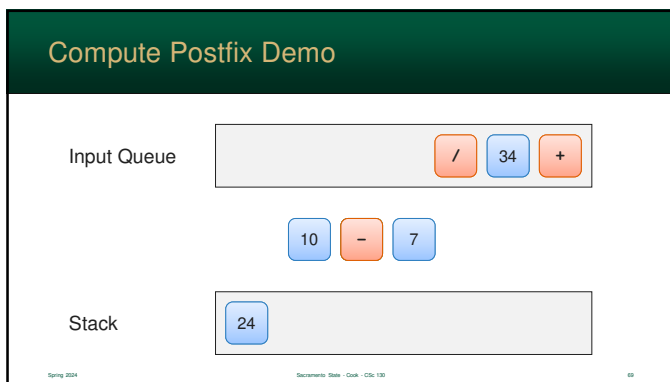 Compute Postfix Demo
Input Queue / 34 +
10 − 7
Stack 24
Spring 2024 Sacramento State - Cook - CSc 130 69